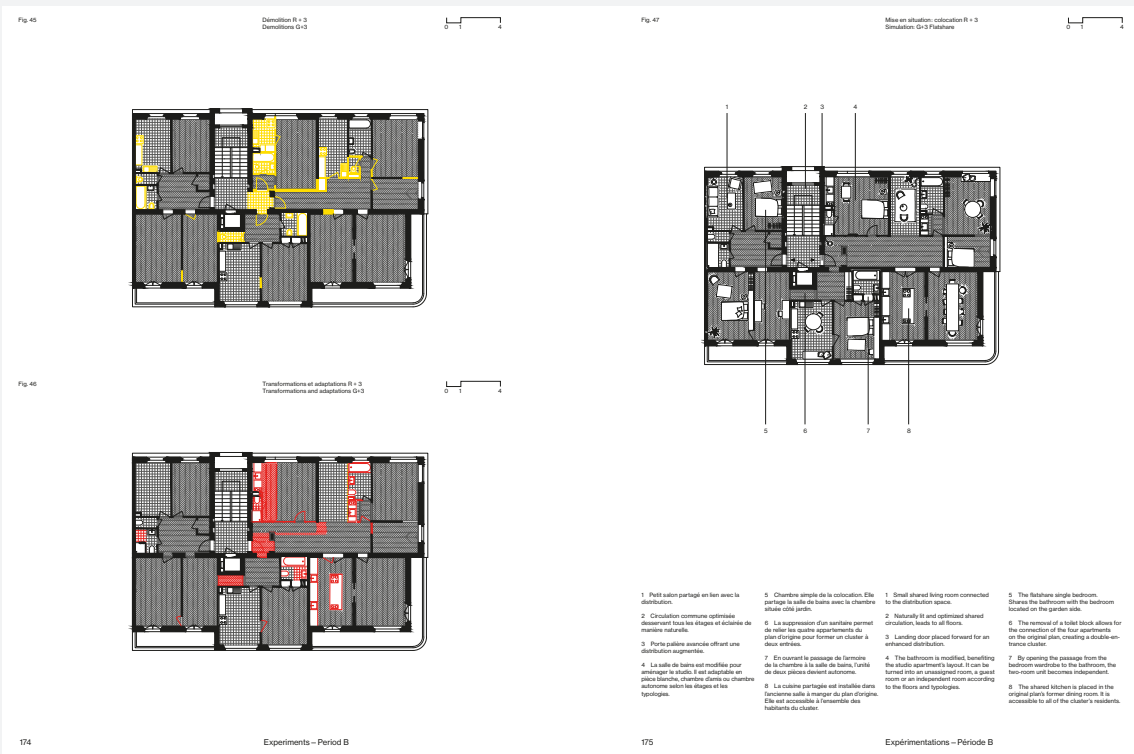 Fig. 45
Démolition R + 3
Demolitions G+3
0 1 4
Fig. 46
Transformations et adaptations R + 3
Transformations and adaptations G+3
0 1 4
174
Experiments – Period B
Fig. 47
Mise en situation : colocation R + 3
Simulation: G+3 Flatshare
0 1 4
1 2 3 4
5 6 7 8
1 Petit salon partagé en lien avec la
distribution.
2 Circulation commune optimisée
desservant tous les étages et éclairée de
manière naturelle.
3 Porte palière avancée offrant une
distribution augmentée.
4 La salle de bains est modifiée pour
aménager le studio. Il est adaptable en
pièce blanche, chambre d'amis ou chambre
autonome selon les étages et les
typologies.
5 Chambre simple de la colocation. Elle
partage la salle de bains avec la chambre
située côté jardin.
6 La suppression d'un sanitaire permet
de relier les quatre appartements du
plan d'origine pour former un cluster à
deux entrées.
7 En ouvrant le passage de l'armoire
de la chambre à la salle de bains, l'unité
de deux pièces devient autonome.
8 La cuisine partagée est installée dans
l'ancienne salle à manger du plan d'origine.
Elle est accessible à l'ensemble des
habitants du cluster.
1 Small shared living room connected
to the distribution space.
2 Naturally lit and optimized shared
circulation, leads to all floors.
3 Landing door placed forward for an
enhanced distribution.
4 The bathroom is modified, benefiting
the studio apartment's layout. It can be
turned into an unassigned room, a guest
room or an independent room according
to the floors and typologies.
5 The flatshare single bedroom.
Shares the bathroom with the bedroom
located on the garden side.
6 The removal of a toilet block allows for
the connection of the four apartments
on the original plan, creating a double-en-
trance cluster.
7 By opening the passage from the
bedroom wardrobe to the bathroom, the
two-room unit becomes independent.
8 The shared kitchen is placed in the
original plan's former dining room. It is
accessible to all of the cluster's residents.
175
Expérimentations – Période B